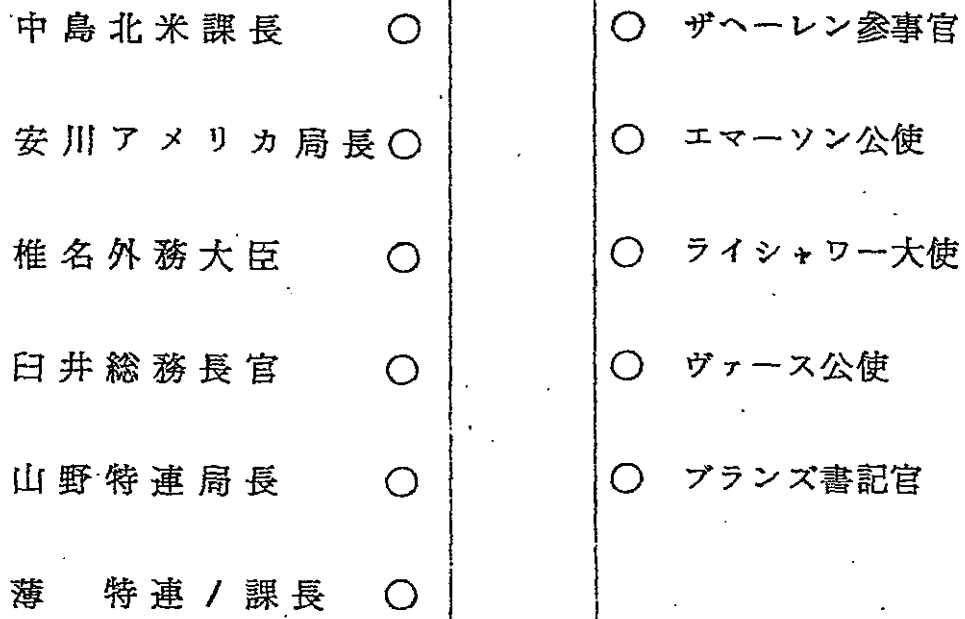 中島北米課長 ○
○ ザヘーレン参事官
安川アメリカ局長 ○
○ エマーソン公使
椎名外務大臣 ○
○ ライシャワー大使
臼井総務長官 ○
○ ヴァース公使
山野特連局長 ○
○ ブランズ書記官
薄 特連/課長 ○